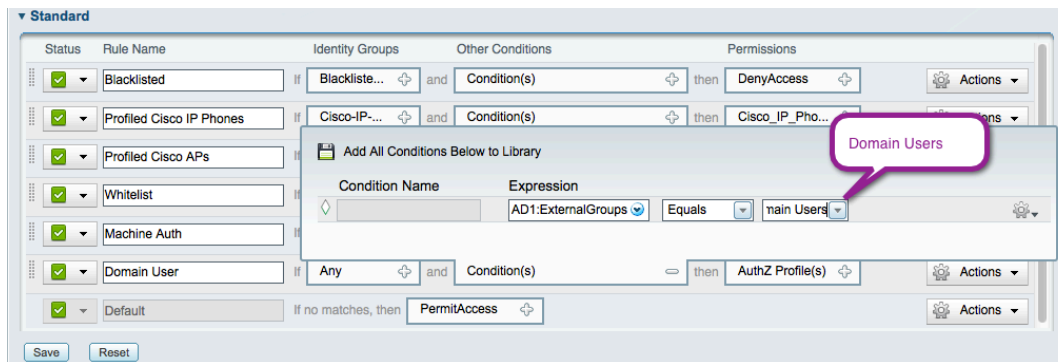 Standard
Status Rule Name Identity Groups Other Conditions Permissions
Blacklisted If Blackliste... and Condition(s) then DenyAccess Actions
Profiled Cisco IP Phones If Cisco-IP-... and Condition(s) then Cisco_IP_Pho...
Domain Users
Profiled Cisco APs
Add All Conditions Below to Library
Condition Name Expression
Whitelist
AD1:ExternalGroups Equals main Users
Machine Auth
Domain User If Any and Condition(s) then AuthZ Profile(s) Actions
Default If no matches, then PermitAccess Actions
Save Reset